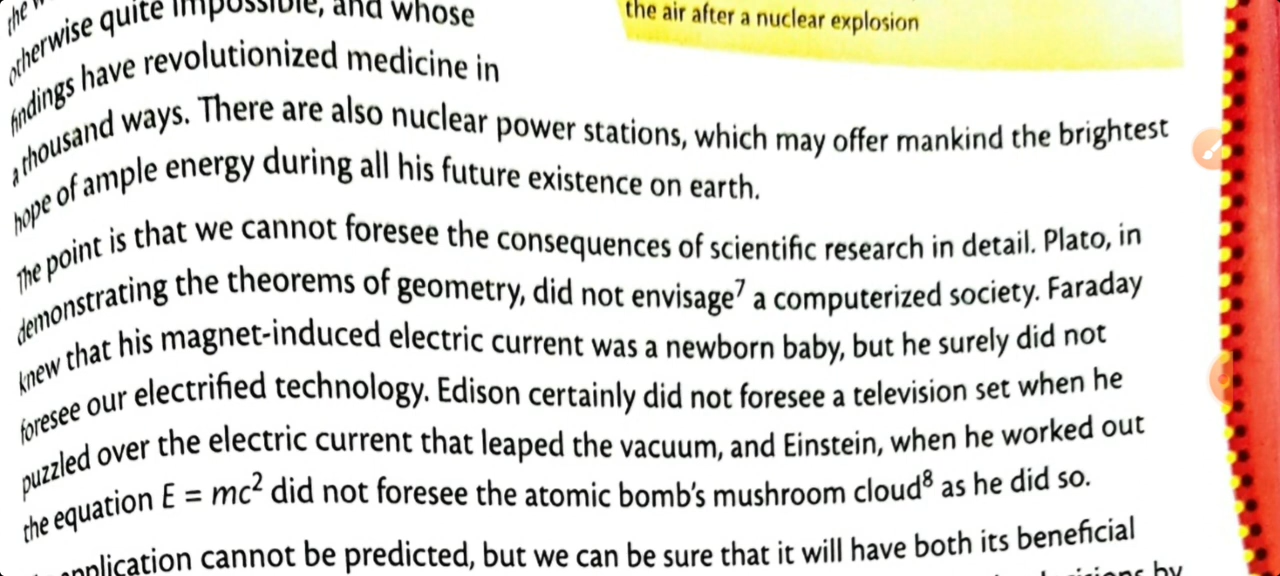 the
otherwise quite impossible, and whose
findings have revolutionized medicine in
a thousand ways. There are also nuclear power stations, which may offer mankind the brightest
hope of ample energy during all his future existence on earth.
The point is that we cannot foresee the consequences of scientific research in detail. Plato, in
demonstrating the theorems of geometry, did not envisage⁷ a computerized society. Faraday
knew that his magnet-induced electric current was a newborn baby, but he surely did not
foresee our electrified technology. Edison certainly did not foresee a television set when he
puzzled over the electric current that leaped the vacuum, and Einstein, when he worked out
the equation E = mc² did not foresee the atomic bomb's mushroom cloud⁸ as he did so.
application cannot be predicted, but we can be sure that it will have both its beneficial
by
the air after a nuclear explosion